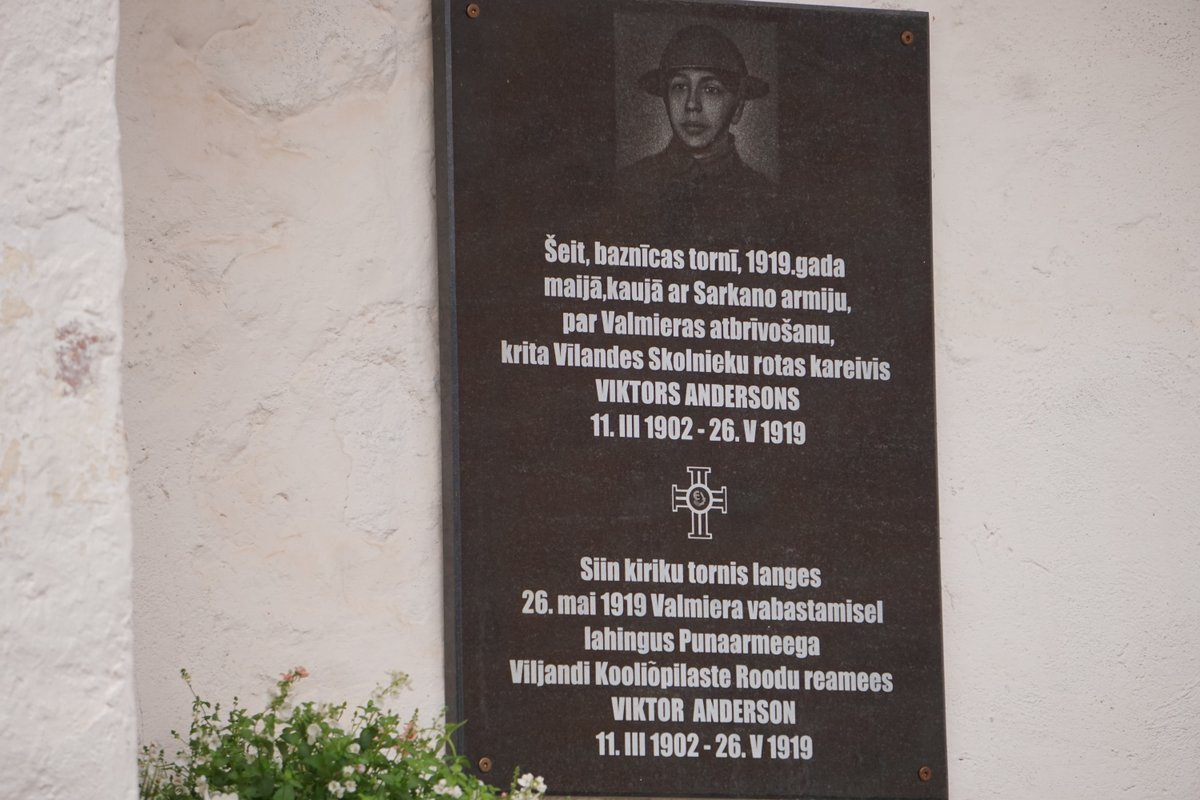 Šeit, baznīcas tornī, 1919.gada
maijā,kaujā ar Sarkano armiju,
par Valmieras atbrīvošanu,
krita Vilandes Skolnieku rotas kareivis
VIKTORS ANDERSONS
11. III 1902 - 26. V 1919
Siin kiriku tornis langes
26. mai 1919 Valmiera vabastamisel
lahingus Punaarmeega
Viljandi Kooliõpilaste Roodu reamees
VIKTOR ANDERSON
11. III 1902 - 26. V 1919